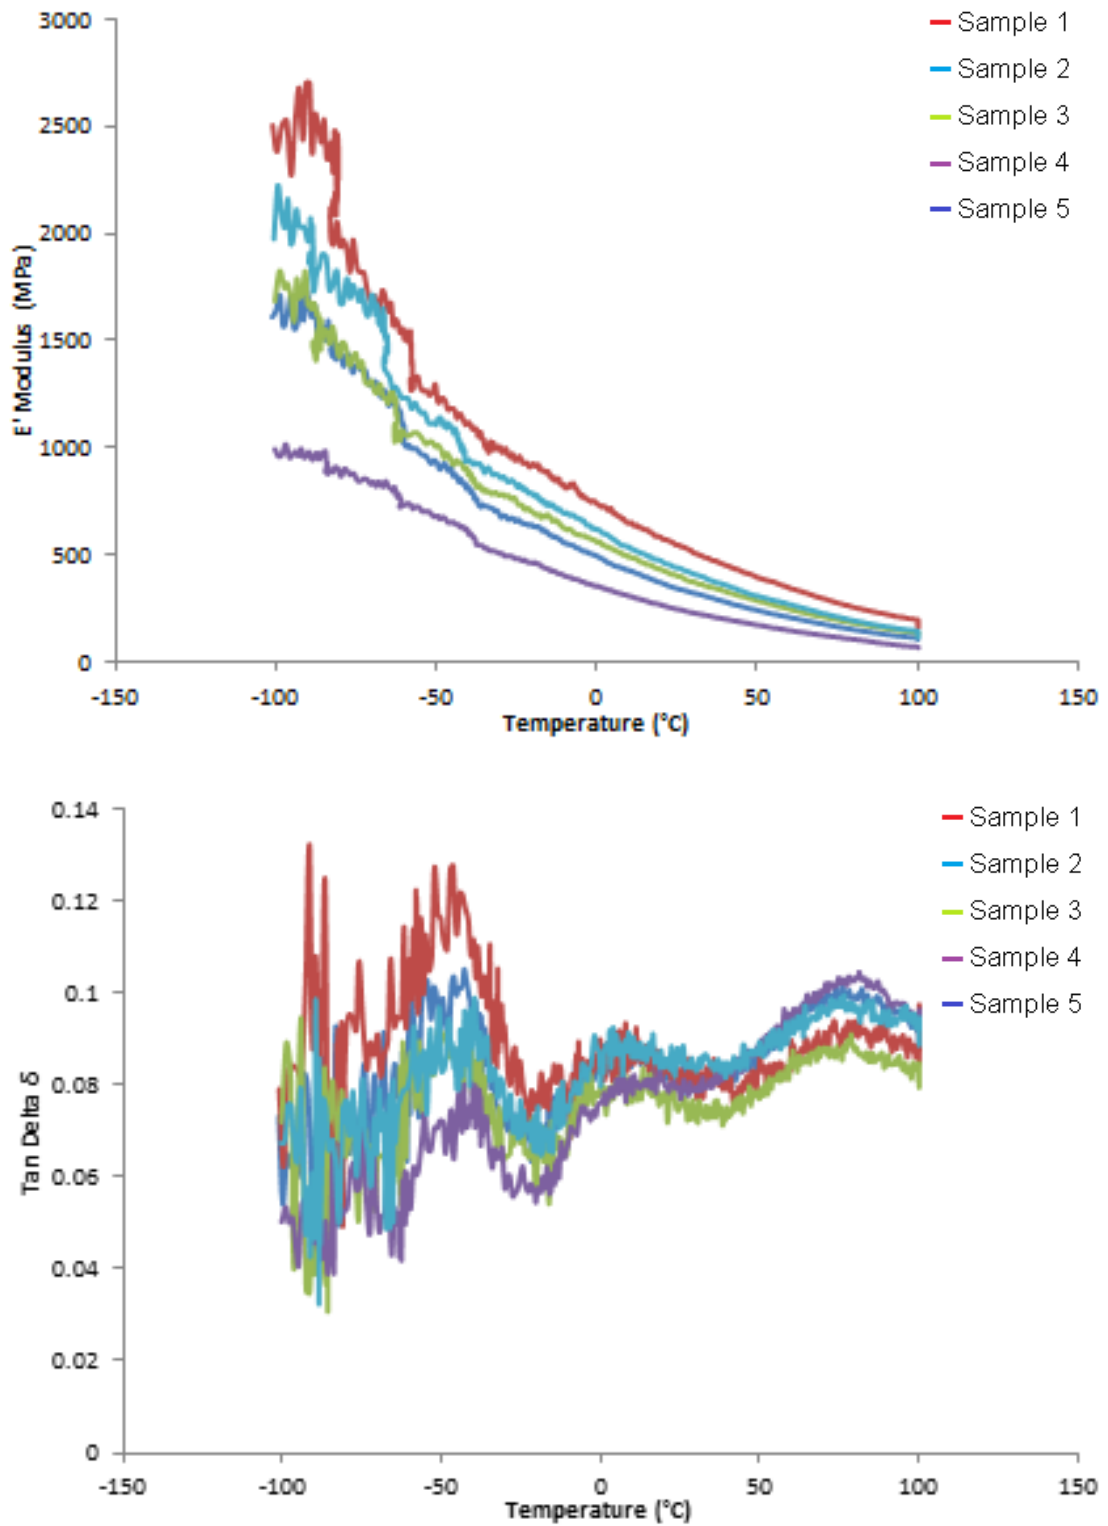 3000
2500
2000
1500
1000
500
0
-150
-100
-50
0
50
100
150
E' Modulus (MPa)
Temperature (°C)
Sample 1
Sample 2
Sample 3
Sample 4
Sample 5
0.14
0.12
0.1
0.08
0.06
0.04
0.02
0
-150
-100
-50
0
50
100
150
Tan Delta δ
Temperature (°C)
Sample 1
Sample 2
Sample 3
Sample 4
Sample 5